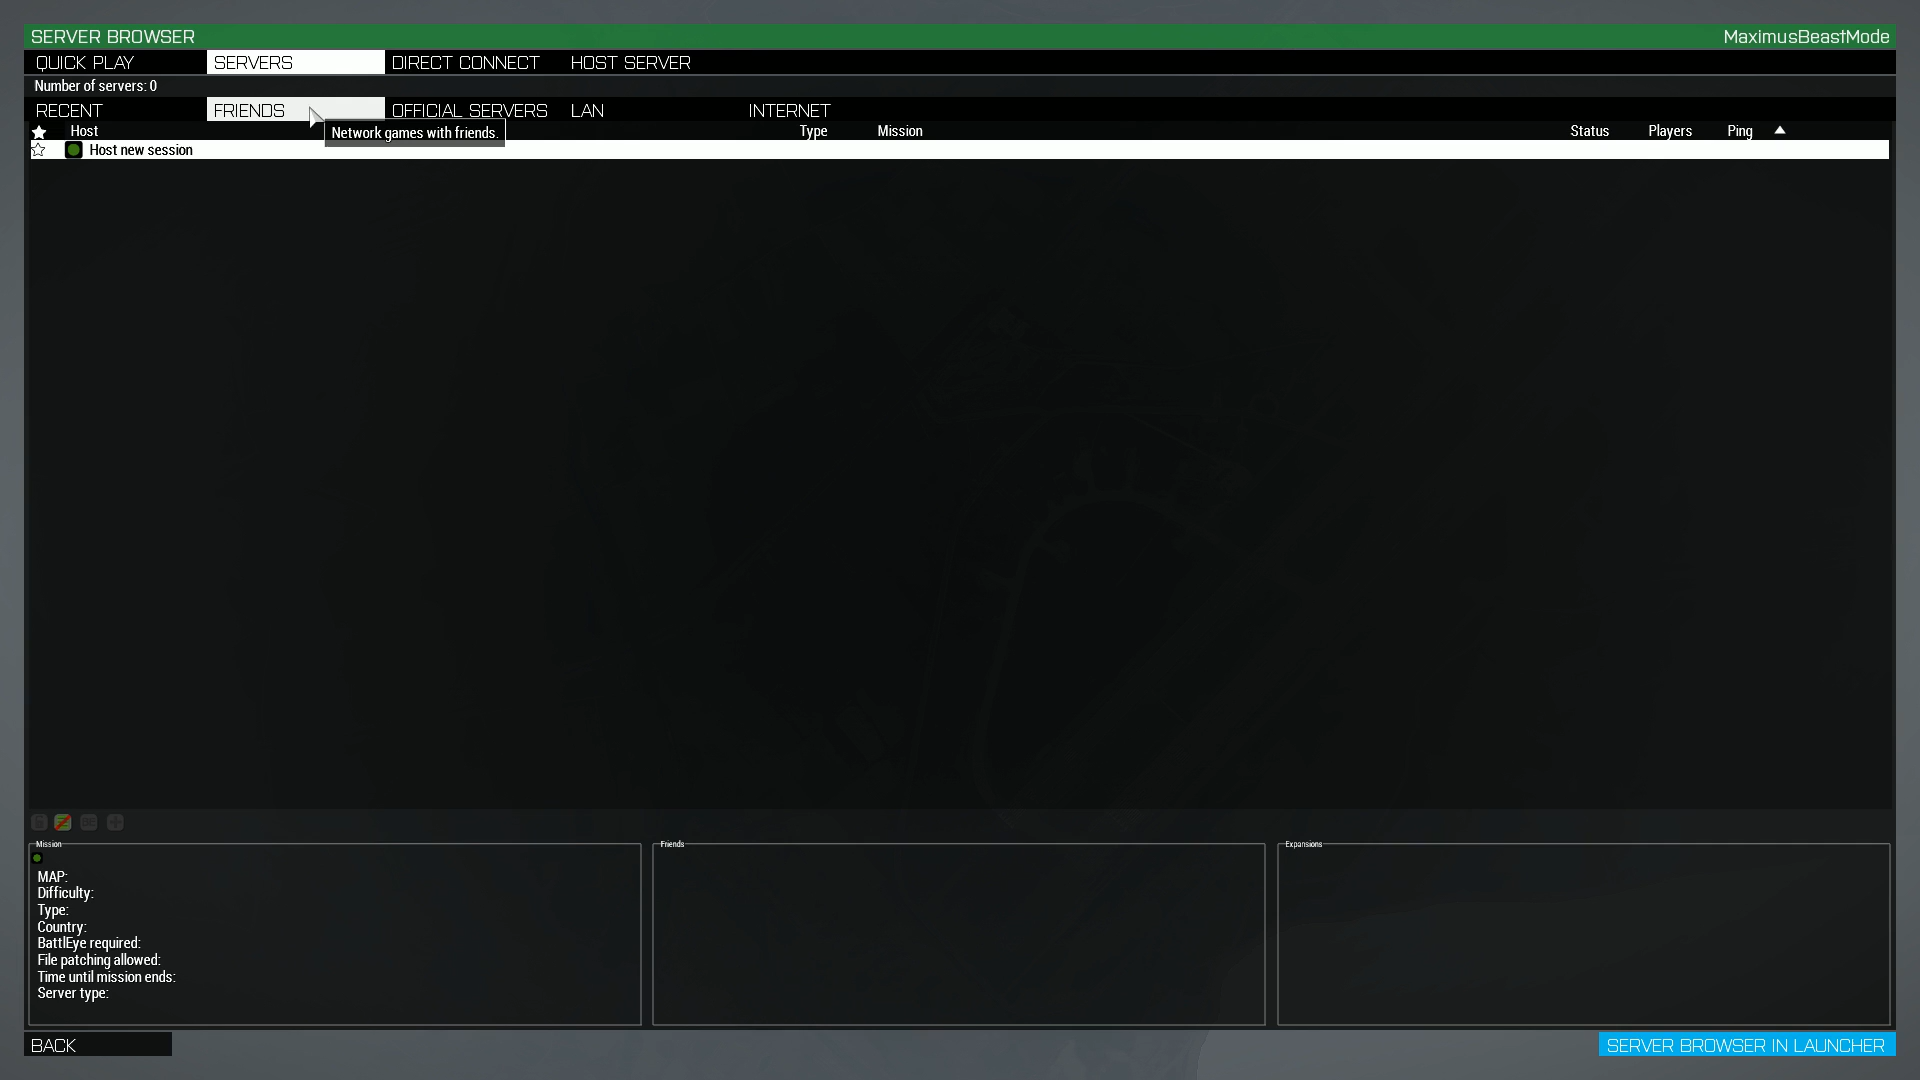 SERVER BROWSER MaximusBeastMode
QUICK PLAY SERVERS DIRECT CONNECT HOST SERVER
Number of servers: 0
RECENT FRIENDS OFFICIAL SERVERS LAN INTERNET
Host Type Mission Status Players Ping
Network games with friends.
Host new session
Mission Friends Expansions
MAP:
Difficulty:
Type:
Country:
BattlEye required:
File patching allowed:
Time until mission ends:
Server type:
BACK SERVER BROWSER IN LAUNCHER